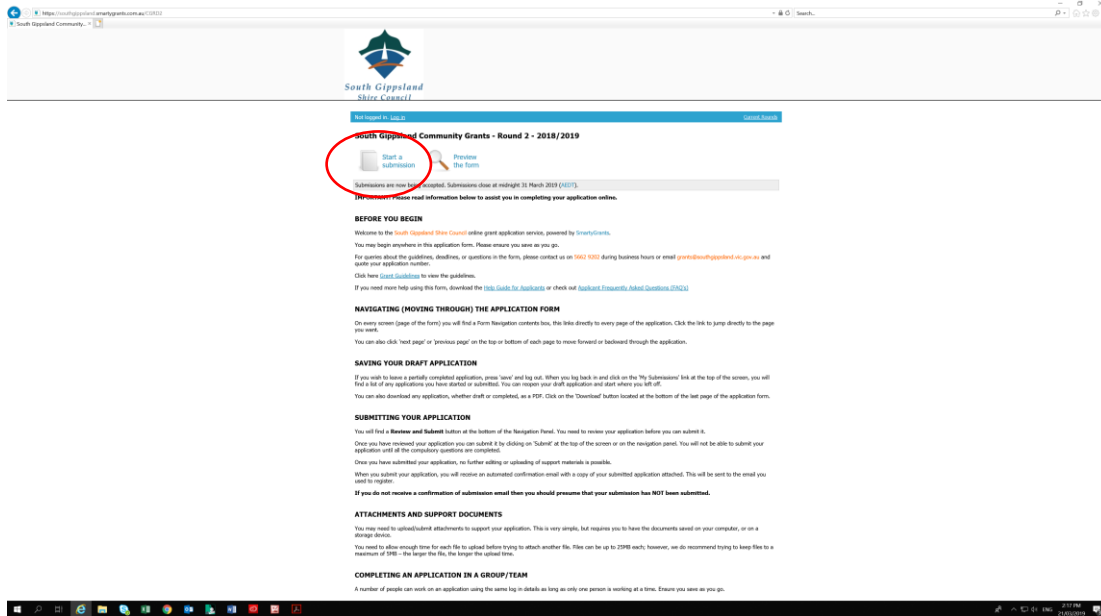 https://southgippsland.smartygrants.com.au/CGR2S
Search...
South Gippsland Community...
South Gippsland
Shire Council
Not logged in. Log in
Current Rounds
South Gippsland Community Grants - Round 2 - 2018/2019
Start a
submission
Preview
the form
Submissions are now being accepted. Submissions close at midnight 31 March 2019 (AEDT).
IMPORTANT: Please read information below to assist you in completing your application online.
BEFORE YOU BEGIN
Welcome to the South Gippsland Shire Council online grant application service, powered by SmartyGrants.
You may begin anywhere in this application form. Please ensure you save as you go.
For queries about the guidelines, deadlines, or questions in the form, please contact us on 5662 9202 during business hours or email grants@southgippsland.vic.gov.au and
quote your application number.
Click here Grant Guidelines to view the guidelines.
If you need more help using this form, download the Help Guide for Applicants or check out Applicant Frequently Asked Questions (FAQ's)
NAVIGATING (MOVING THROUGH) THE APPLICATION FORM
On every screen (page of the form) you will find a Form Navigation contents box, this links directly to every page of the application. Click the link to jump directly to the page
you want.
You can also click 'next page' or 'previous page' on the top or bottom of each page to move forward or backward through the application.
SAVING YOUR DRAFT APPLICATION
If you wish to leave a partially completed application, press 'save' and log out. When you log back in and click on the 'My Submissions' link at the top of the screen, you will
find a list of any applications you have started or submitted. You can reopen your draft application and start where you left off.
You can also download any application, whether draft or completed, as a PDF. Click on the 'Download' button located at the bottom of the last page of the application form.
SUBMITTING YOUR APPLICATION
You will find a Review and Submit button at the bottom of the Navigation Panel. You need to review your application before you can submit it.
Once you have reviewed your application you can submit it by clicking on 'Submit' at the top of the screen or on the navigation panel. You will not be able to submit your
application until all the compulsory questions are completed.
Once you have submitted your application, no further editing or uploading of support materials is possible.
When you submit your application, you will receive an automated confirmation email with a copy of your submitted application attached. This will be sent to the email you
used to register.
If you do not receive a confirmation of submission email then you should presume that your submission has NOT been submitted.
ATTACHMENTS AND SUPPORT DOCUMENTS
You may need to upload/submit attachments to support your application. This is very simple, but requires you to have the documents saved on your computer, or on a
storage device.
You need to allow enough time for each file to upload before trying to attach another file. Files can be up to 25MB each; however, we do recommend trying to keep files to a
maximum of 5MB – the larger the file, the longer the upload time.
COMPLETING AN APPLICATION IN A GROUP/TEAM
A number of people can work on an application using the same log in details as long as only one person is working at a time. Ensure you save as you go.
ENG
2:17 PM
21/03/2019